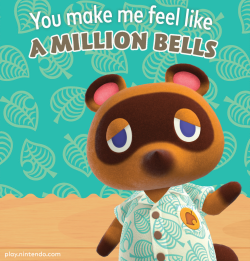 You make me feel like
A MILLION BELLS
play.nintendo.com